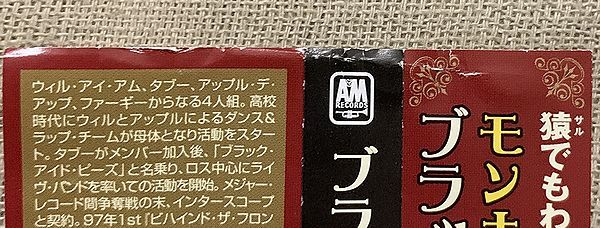 ウィル・アイ・アム、タブー、アップル・デ・
アップ、ファーギーからなる4人組。高校
時代にウィルとアップルによるダンス&
ラップ・チームが母体となり活動をスター
ト。タブーがメンバー加入後、「ブラック・
アイド・ピーズ」と名乗り、ロス中心にライ
ヴ・バンドを率いての活動を開始。メジャー・
レコード間争奪戦の末、インタースコープ
と契約。97年1st『ビハインド・ザ・フロン
A&M
RECORDS
ブラ
モンキ
ブラッ
サル
猿でもわ